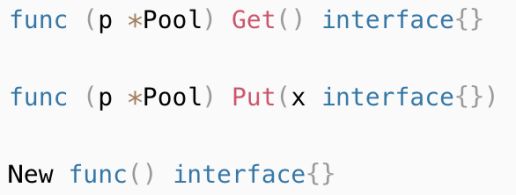 func (p *Pool) Get() interface{}
func (p *Pool) Put(x interface{})
New func() interface{}